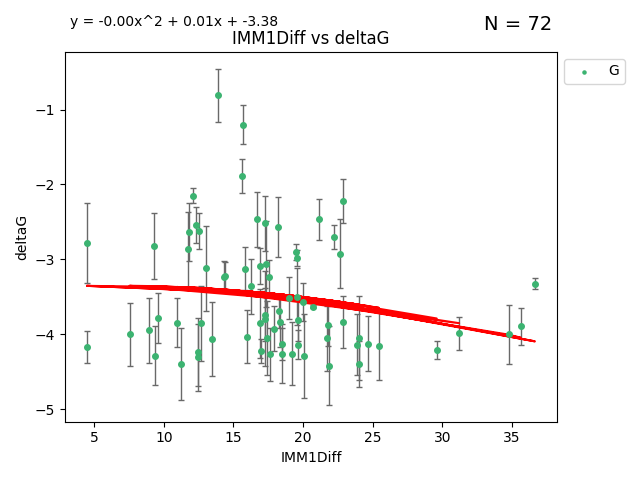 y = -0.00x^2 + 0.01x + -3.38
N = 72
IMM1Diff vs deltaG
G
deltaG
−1
−2
−3
−4
−5
5 10 15 20 25 30 35
IMM1Diff